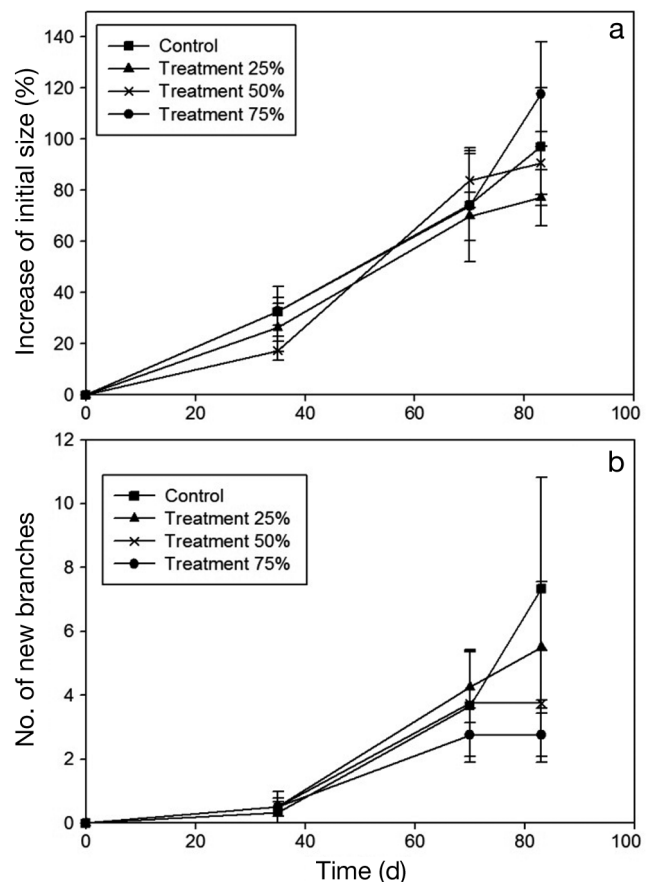 a
Control
Treatment 25%
Treatment 50%
Treatment 75%
Increase of initial size (%)
140
120
100
80
60
40
20
0
0 20 40 60 80 100
b
Control
Treatment 25%
Treatment 50%
Treatment 75%
No. of new branches
12
10
8
6
4
2
0
0 20 40 60 80 100
Time (d)